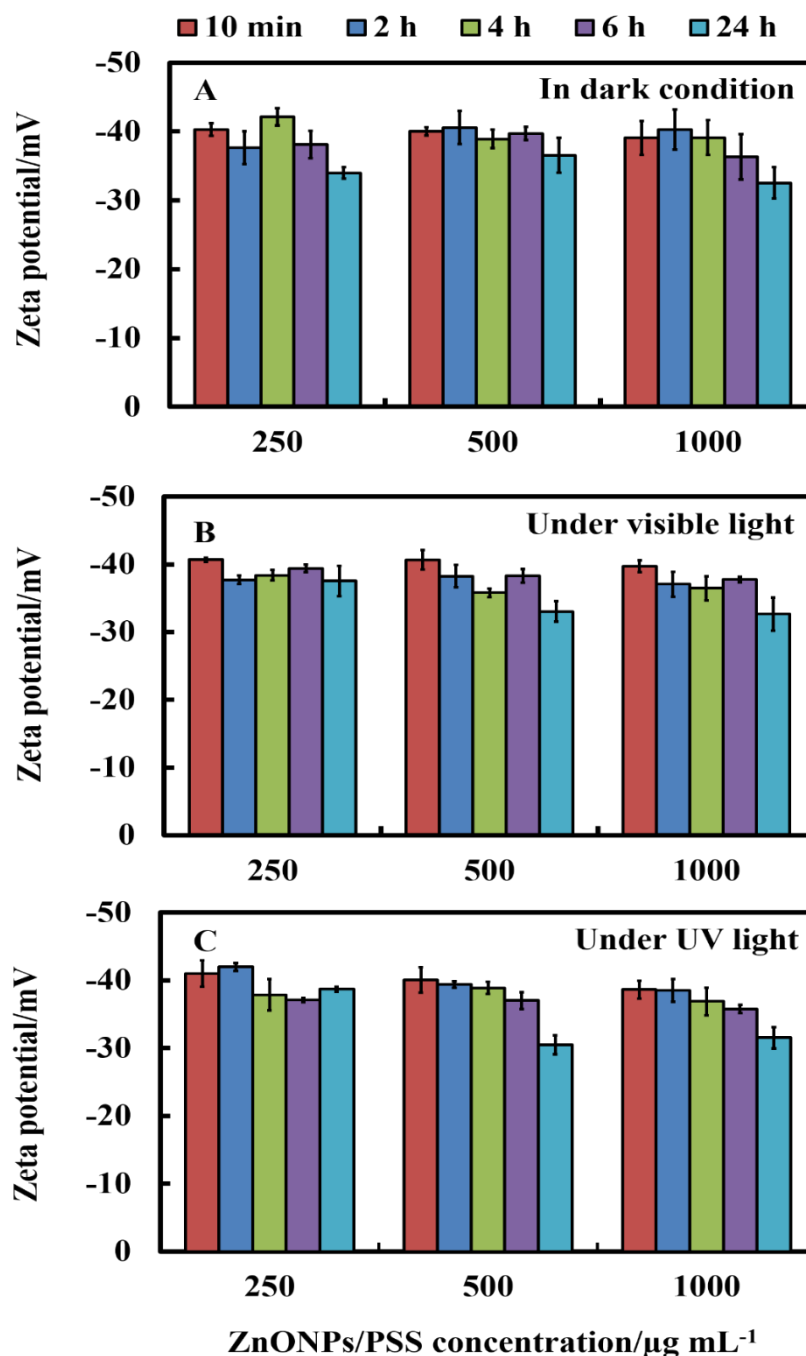 10 min 2 h 4 h 6 h 24 h
A In dark condition
Zeta potential/mV
-50
-40
-30
-20
-10
0
250 500 1000
B Under visible light
Zeta potential/mV
-50
-40
-30
-20
-10
0
250 500 1000
C Under UV light
Zeta potential/mV
-50
-40
-30
-20
-10
0
250 500 1000
ZnONPs/PSS concentration/µg mL⁻¹